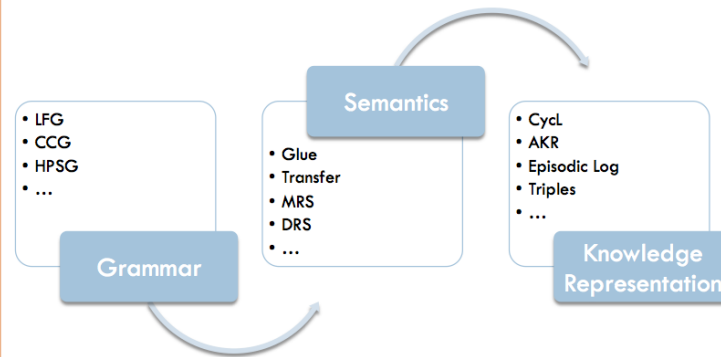 • LFG
• CCG
• HPSG
• ...
Grammar
Semantics
• Glue
• Transfer
• MRS
• DRS
• ...
• CycL
• AKR
• Episodic Log
• Triples
• ...
Knowledge
Representation